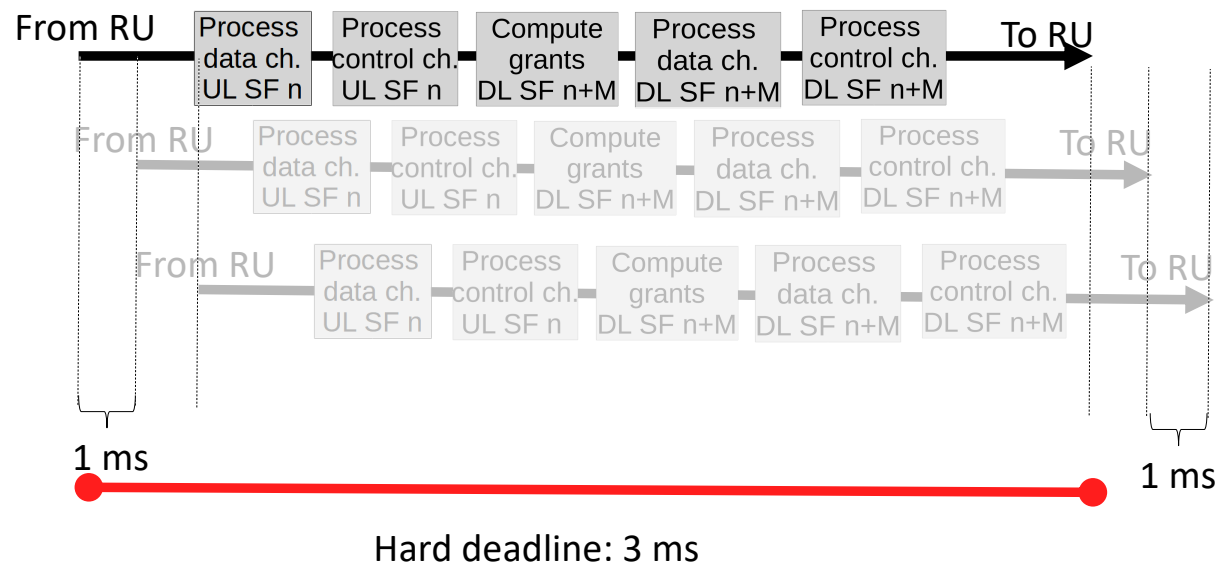 From RU
Process
data ch.
UL SF n
Process
control ch.
UL SF n
Compute
grants
DL SF n+M
Process
data ch.
DL SF n+M
Process
control ch.
DL SF n+M
To RU
From RU
Process
data ch.
UL SF n
Process
control ch.
UL SF n
Compute
grants
DL SF n+M
Process
data ch.
DL SF n+M
Process
control ch.
DL SF n+M
To RU
From RU
Process
data ch.
UL SF n
Process
control ch.
UL SF n
Compute
grants
DL SF n+M
Process
data ch.
DL SF n+M
Process
control ch.
DL SF n+M
To RU
1 ms
1 ms
Hard deadline: 3 ms